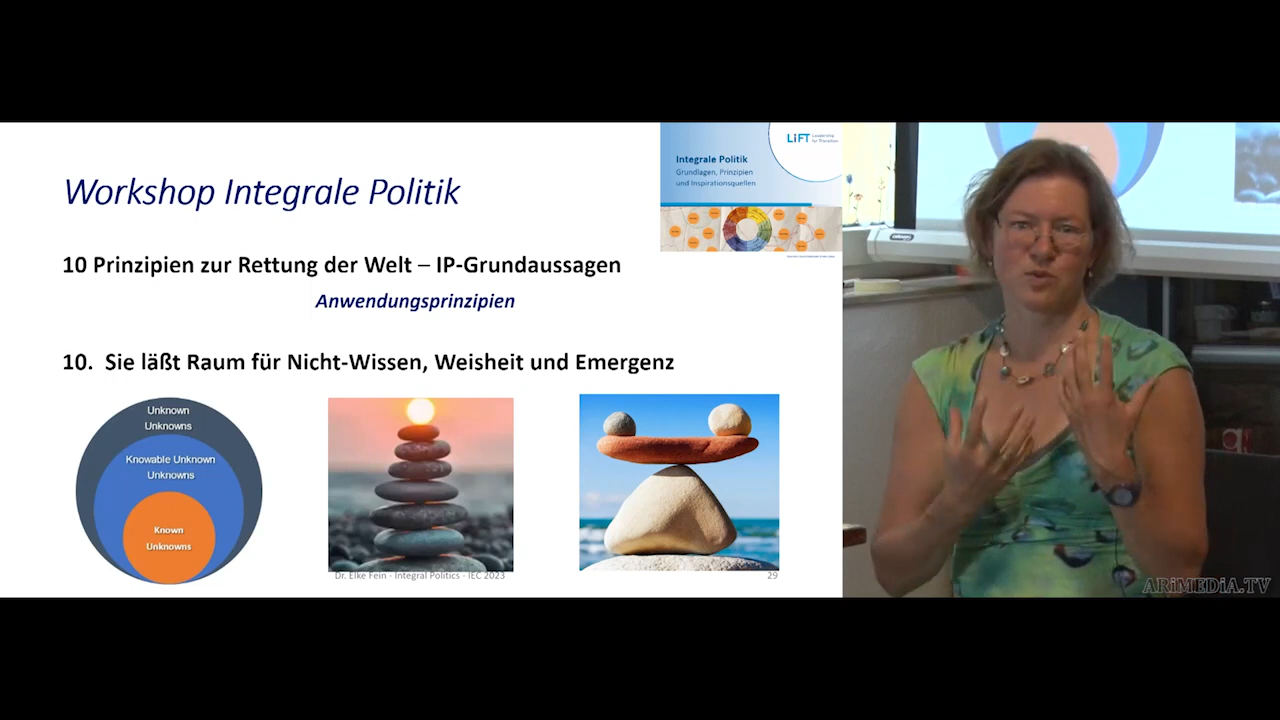 Workshop Integrale Politik
LiFT Leadership
for Transition
Integrale Politik
Grundlagen, Prinzipien
und Inspirationsquellen
10 Prinzipien zur Rettung der Welt – IP-Grundaussagen
Anwendungsprinzipien
10. Sie läßt Raum für Nicht-Wissen, Weisheit und Emergenz
Unknown
Unknowns
Knowable Unknown
Unknowns
Known
Unknowns
Dr. Elke Fein - Integral Politics - IEC 2023
29
ARiMEDiA.TV